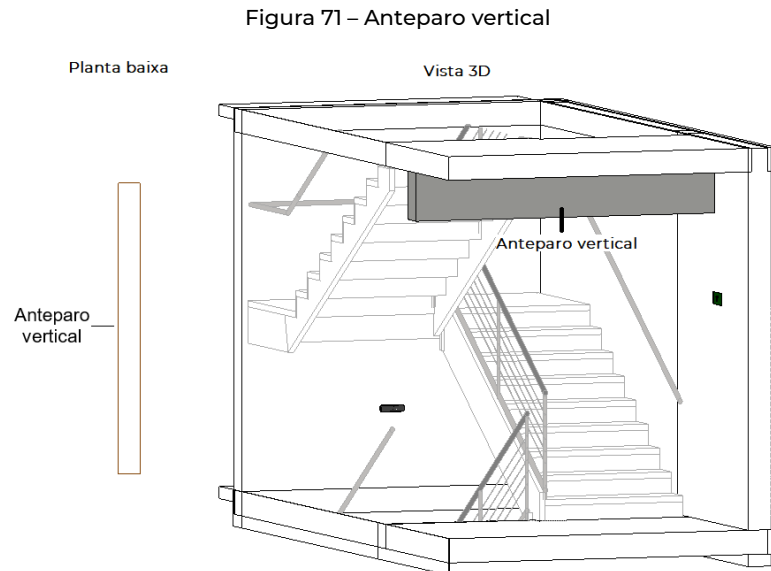 Figura 71 – Anteparo vertical
Planta baixa
Vista 3D
Anteparo vertical
Anteparo
vertical